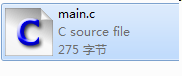 C
main.c
C source file
275 字节